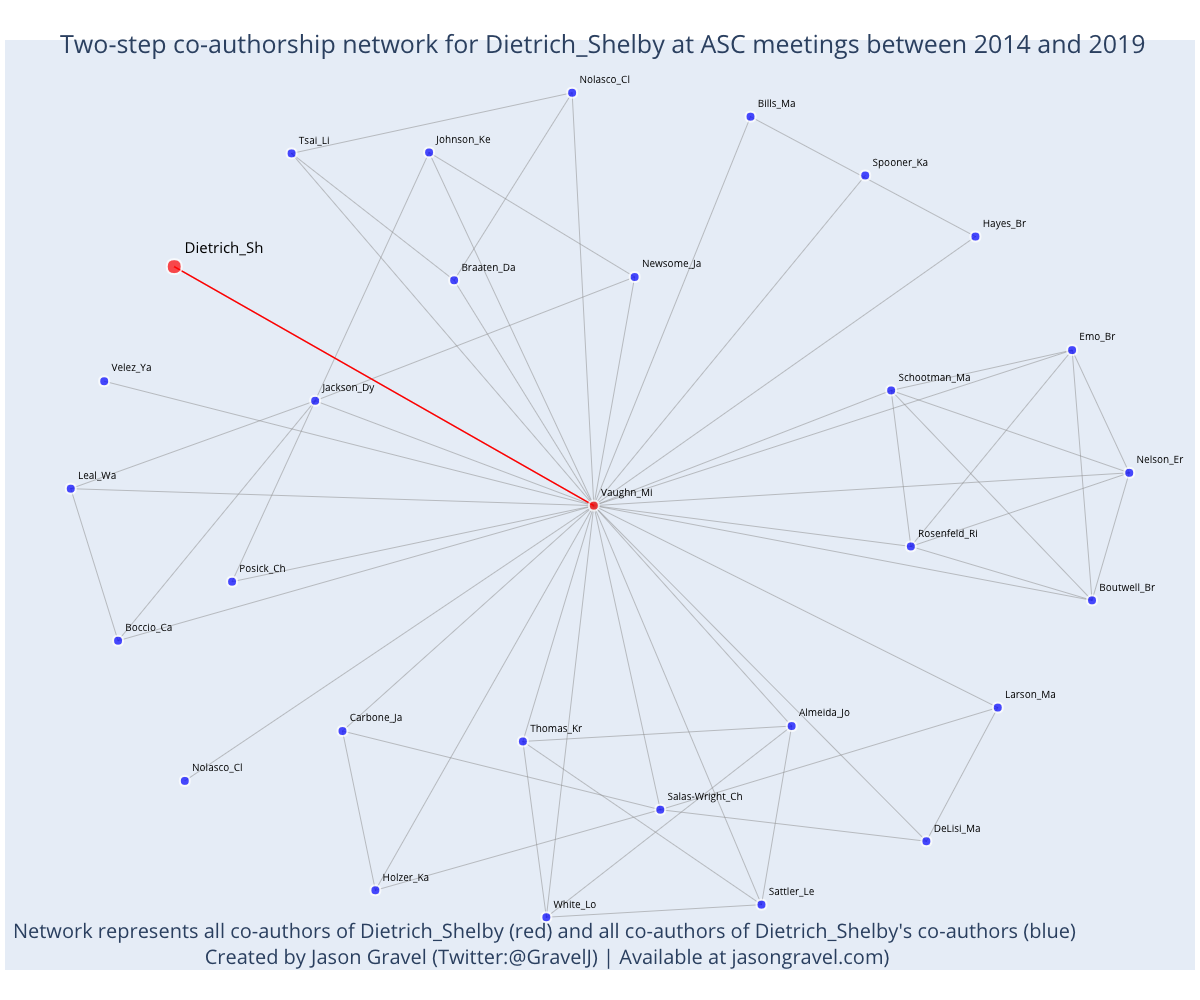 Two-step co-authorship network for Dietrich_Shelby at ASC meetings between 2014 and 2019
Nolasco_Cl
Bills_Ma
Tsai_Li
Johnson_Ke
Spooner_Ka
Hayes_Br
Dietrich_Sh
Braaten_Da
Newsome_Ja
Emo_Br
Velez_Ya
Jackson_Dy
Schootman_Ma
Nelson_Er
Leal_Wa
Vaughn_Mi
Rosenfeld_Ri
Posick_Ch
Boutwell_Br
Boccio_Ca
Larson_Ma
Carbone_Ja
Thomas_Kr
Almeida_Jo
Nolasco_Cl
Salas-Wright_Ch
DeLisi_Ma
Holzer_Ka
White_Lo
Sattler_Le
Network represents all co-authors of Dietrich_Shelby (red) and all co-authors of Dietrich_Shelby's co-authors (blue)
Created by Jason Gravel (Twitter:@GravelJ) | Available at jasongravel.com)